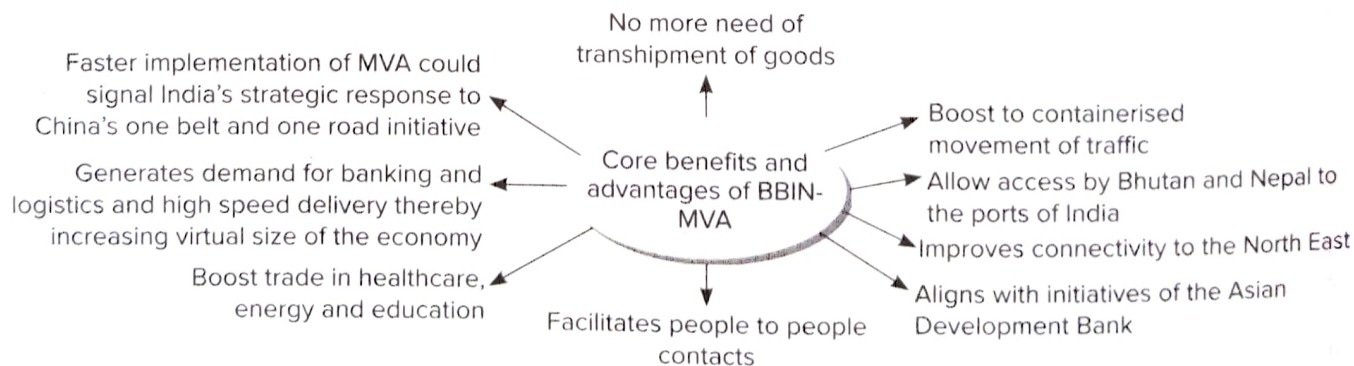 No more need of
transhipment of goods
Faster implementation of MVA could
signal India's strategic response to
China's one belt and one road initiative
Generates demand for banking and
logistics and high speed delivery thereby
increasing virtual size of the economy
Boost trade in healthcare,
energy and education
Core benefits and
advantages of BBIN-
MVA
Boost to containerised
movement of traffic
Allow access by Bhutan and Nepal to
the ports of India
Improves connectivity to the North East
Aligns with initiatives of the Asian
Development Bank
Facilitates people to people
contacts